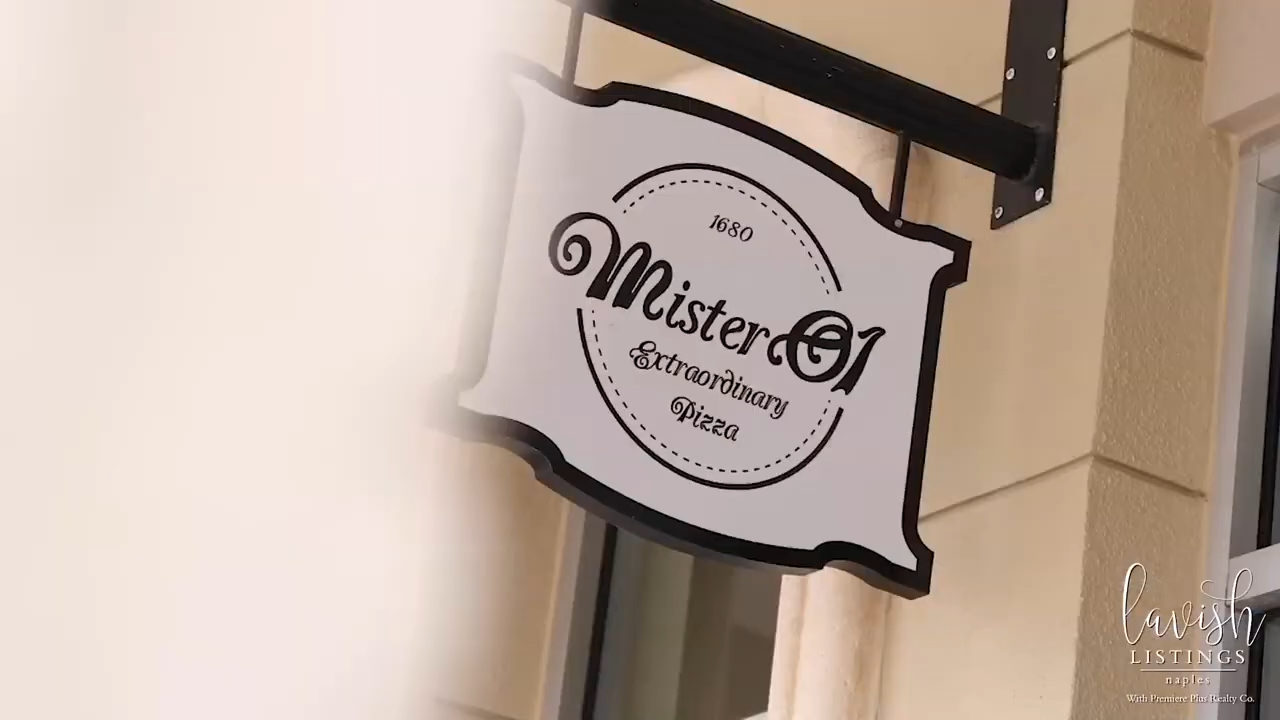 1680
Mister O1
Extraordinary
Pizza
lavish
LISTINGS
naples
With Premiere Plus Realty Co.